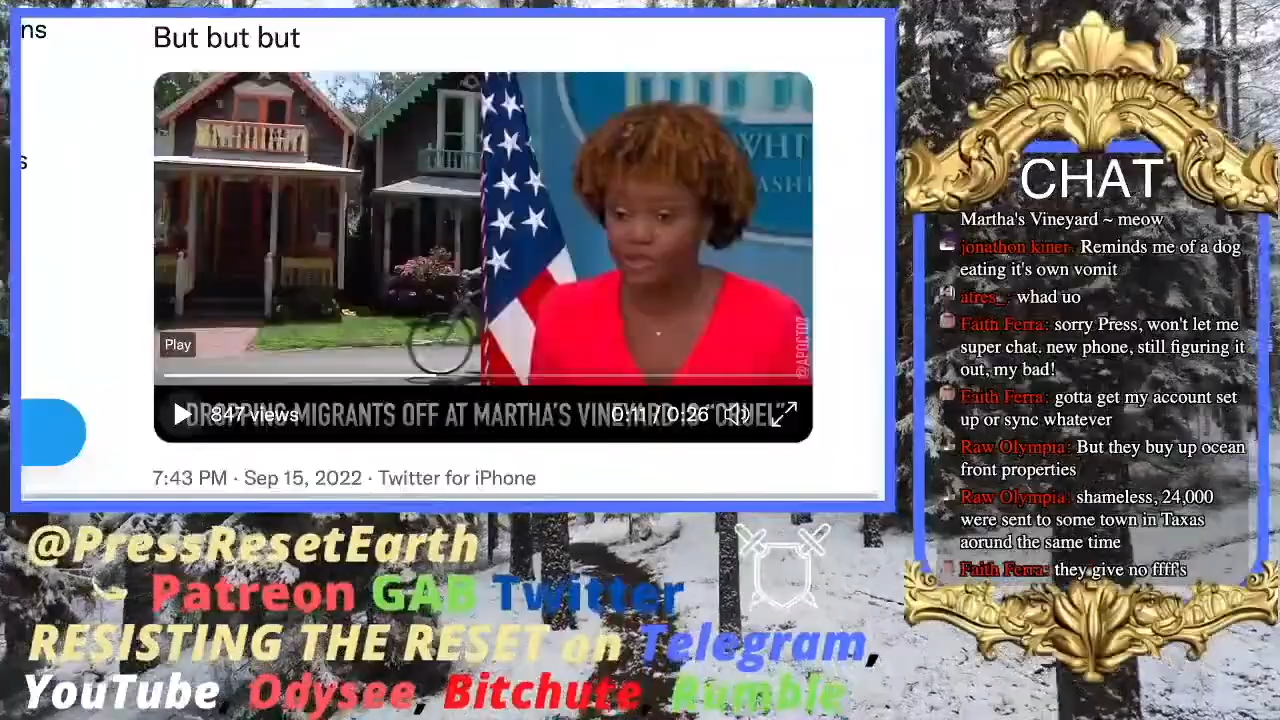 ns
But but but
s
WHI
ASHI
@APOCTOZ
Play
DROPPING MIGRANTS OFF AT MARTHA'S VINEYARD IS "CRUEL"
847 views
0:11 / 0:26
7:43 PM · Sep 15, 2022 · Twitter for iPhone
@PressResetEarth
Patreon GAB Twitter
RESISTING THE RESET on Telegram,
YouTube, Odysee, Bitchute, Rumble
CHAT
Martha's Vineyard ~ meow
jonathon kiner: Reminds me of a dog
eating it's own vomit
atres_: whad uo
Faith Ferra: sorry Press, won't let me
super chat. new phone, still figuring it
out, my bad!
Faith Ferra: gotta get my account set
up or sync whatever
Raw Olympia: But they buy up ocean
front properties
Raw Olympia: shameless, 24,000
were sent to some town in Taxas
aorund the same time
Faith Ferra: they give no ffff's